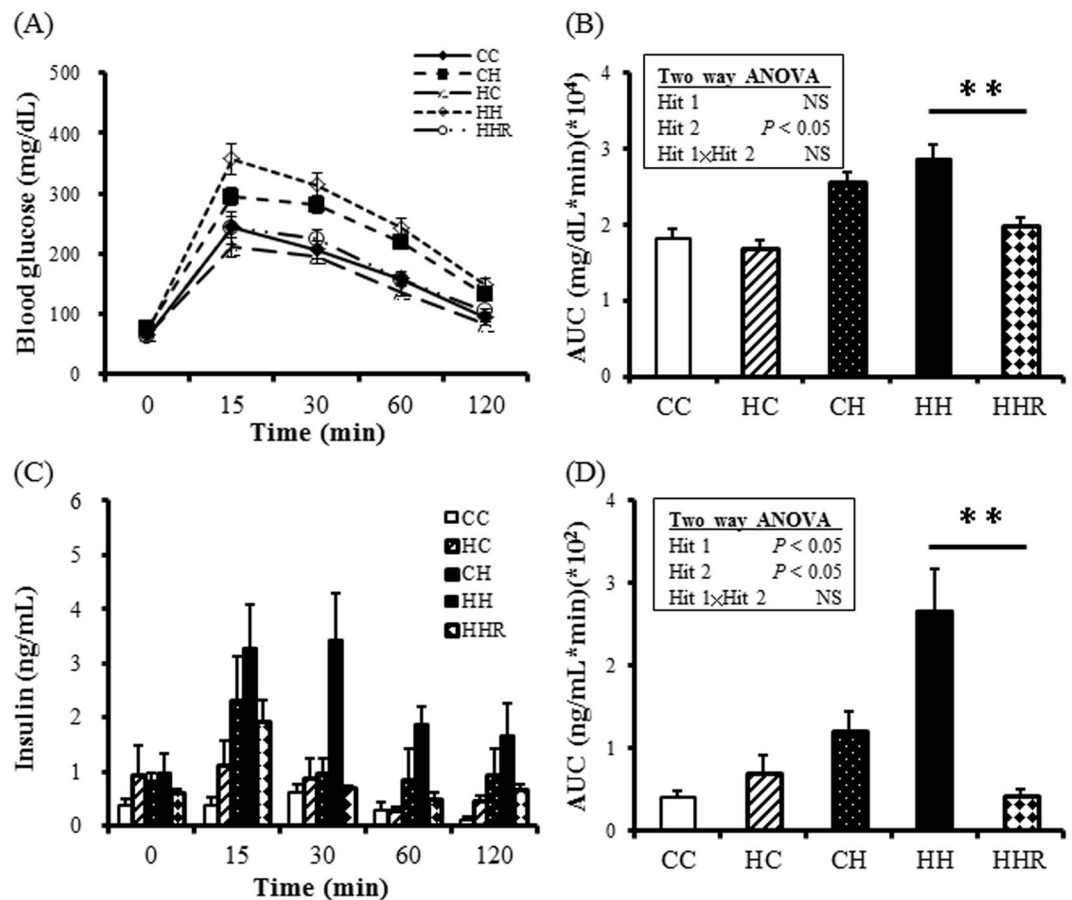 (A)
CC
CH
HC
HH
HHR
500
400
300
200
100
0
Blood glucose (mg/dL)
0 15 30 60 120
Time (min)
(B)
Two way ANOVA
Hit 1 NS
Hit 2 P < 0.05
Hit 1×Hit 2 NS
**
4
3
2
1
0
AUC (mg/dL*min)(*10⁴)
CC HC CH HH HHR
(C)
CC
HC
CH
HH
HHR
6
5
4
3
2
1
0
Insulin (ng/mL)
0 15 30 60 120
Time (min)
(D)
Two way ANOVA
Hit 1 P < 0.05
Hit 2 P < 0.05
Hit 1×Hit 2 NS
**
4
3
2
1
0
AUC (ng/mL*min)(*10²)
CC HC CH HH HHR